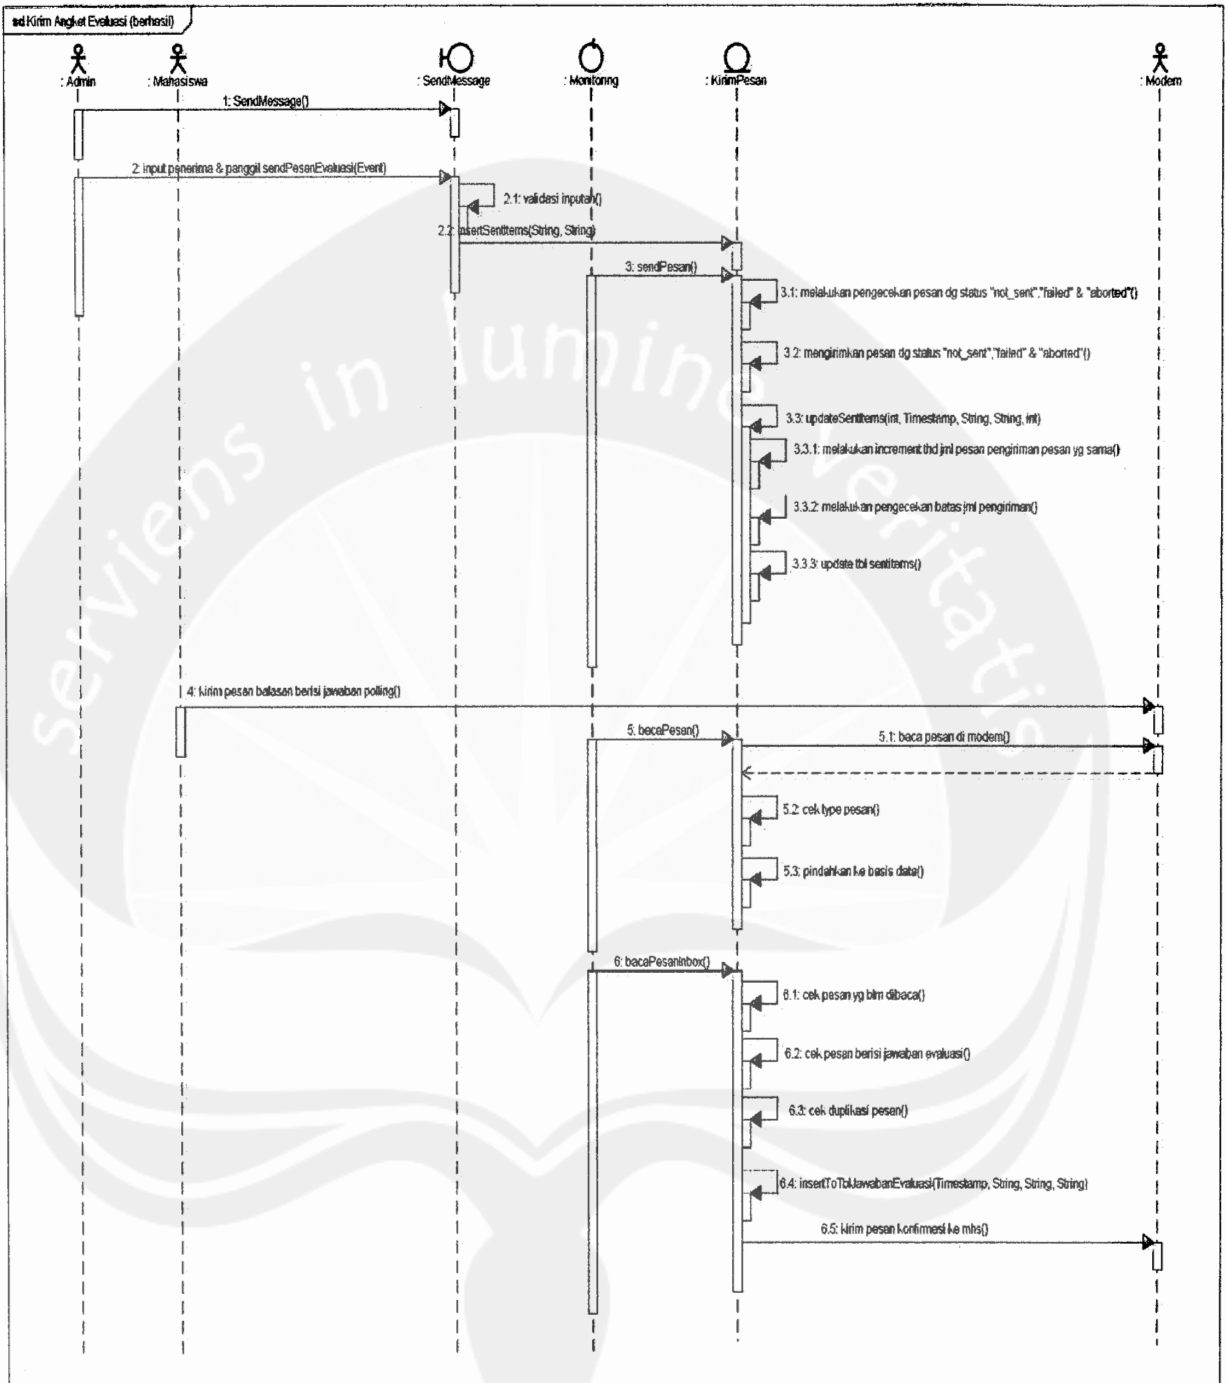 sd Kirim Angket Evaluasi (berhasil)
: Admin
: Mahasiswa
: SendMessage
: Monitoring
: KirimPesan
: Modem
1: SendMessage()
2: input penerima & panggil sendPesanEvaluasi(Event)
2.1: validasi inputan()
2.2: insertSentItems(String, String)
3: sendPesan()
3.1: melakukan pengecekan pesan dg status "not_sent","failed" & "aborted"()
3.2: mengirimkan pesan dg status "not_sent","failed" & "aborted"()
3.3: updateSentItems(int, Timestamp, String, String, int)
3.3.1: melakukan increment thd jml pesan pengiriman pesan yg sama()
3.3.2: melakukan pengecekan batas jml pengiriman()
3.3.3: update tbl sentitems()
4: kirim pesan balasan berisi jawaban polling()
5: bacaPesan()
5.1: baca pesan di modem()
5.2: cek type pesan()
5.3: pindahkan ke basis data()
6: bacaPesanInbox()
6.1: cek pesan yg blm dibaca()
6.2: cek pesan berisi jawaban evaluasi()
6.3: cek duplikasi pesan()
6.4: insertToTblJawabanEvaluasi(Timestamp, String, String, String)
6.5: kirim pesan konfirmasi ke mhs()
serviens in lumine veritatis